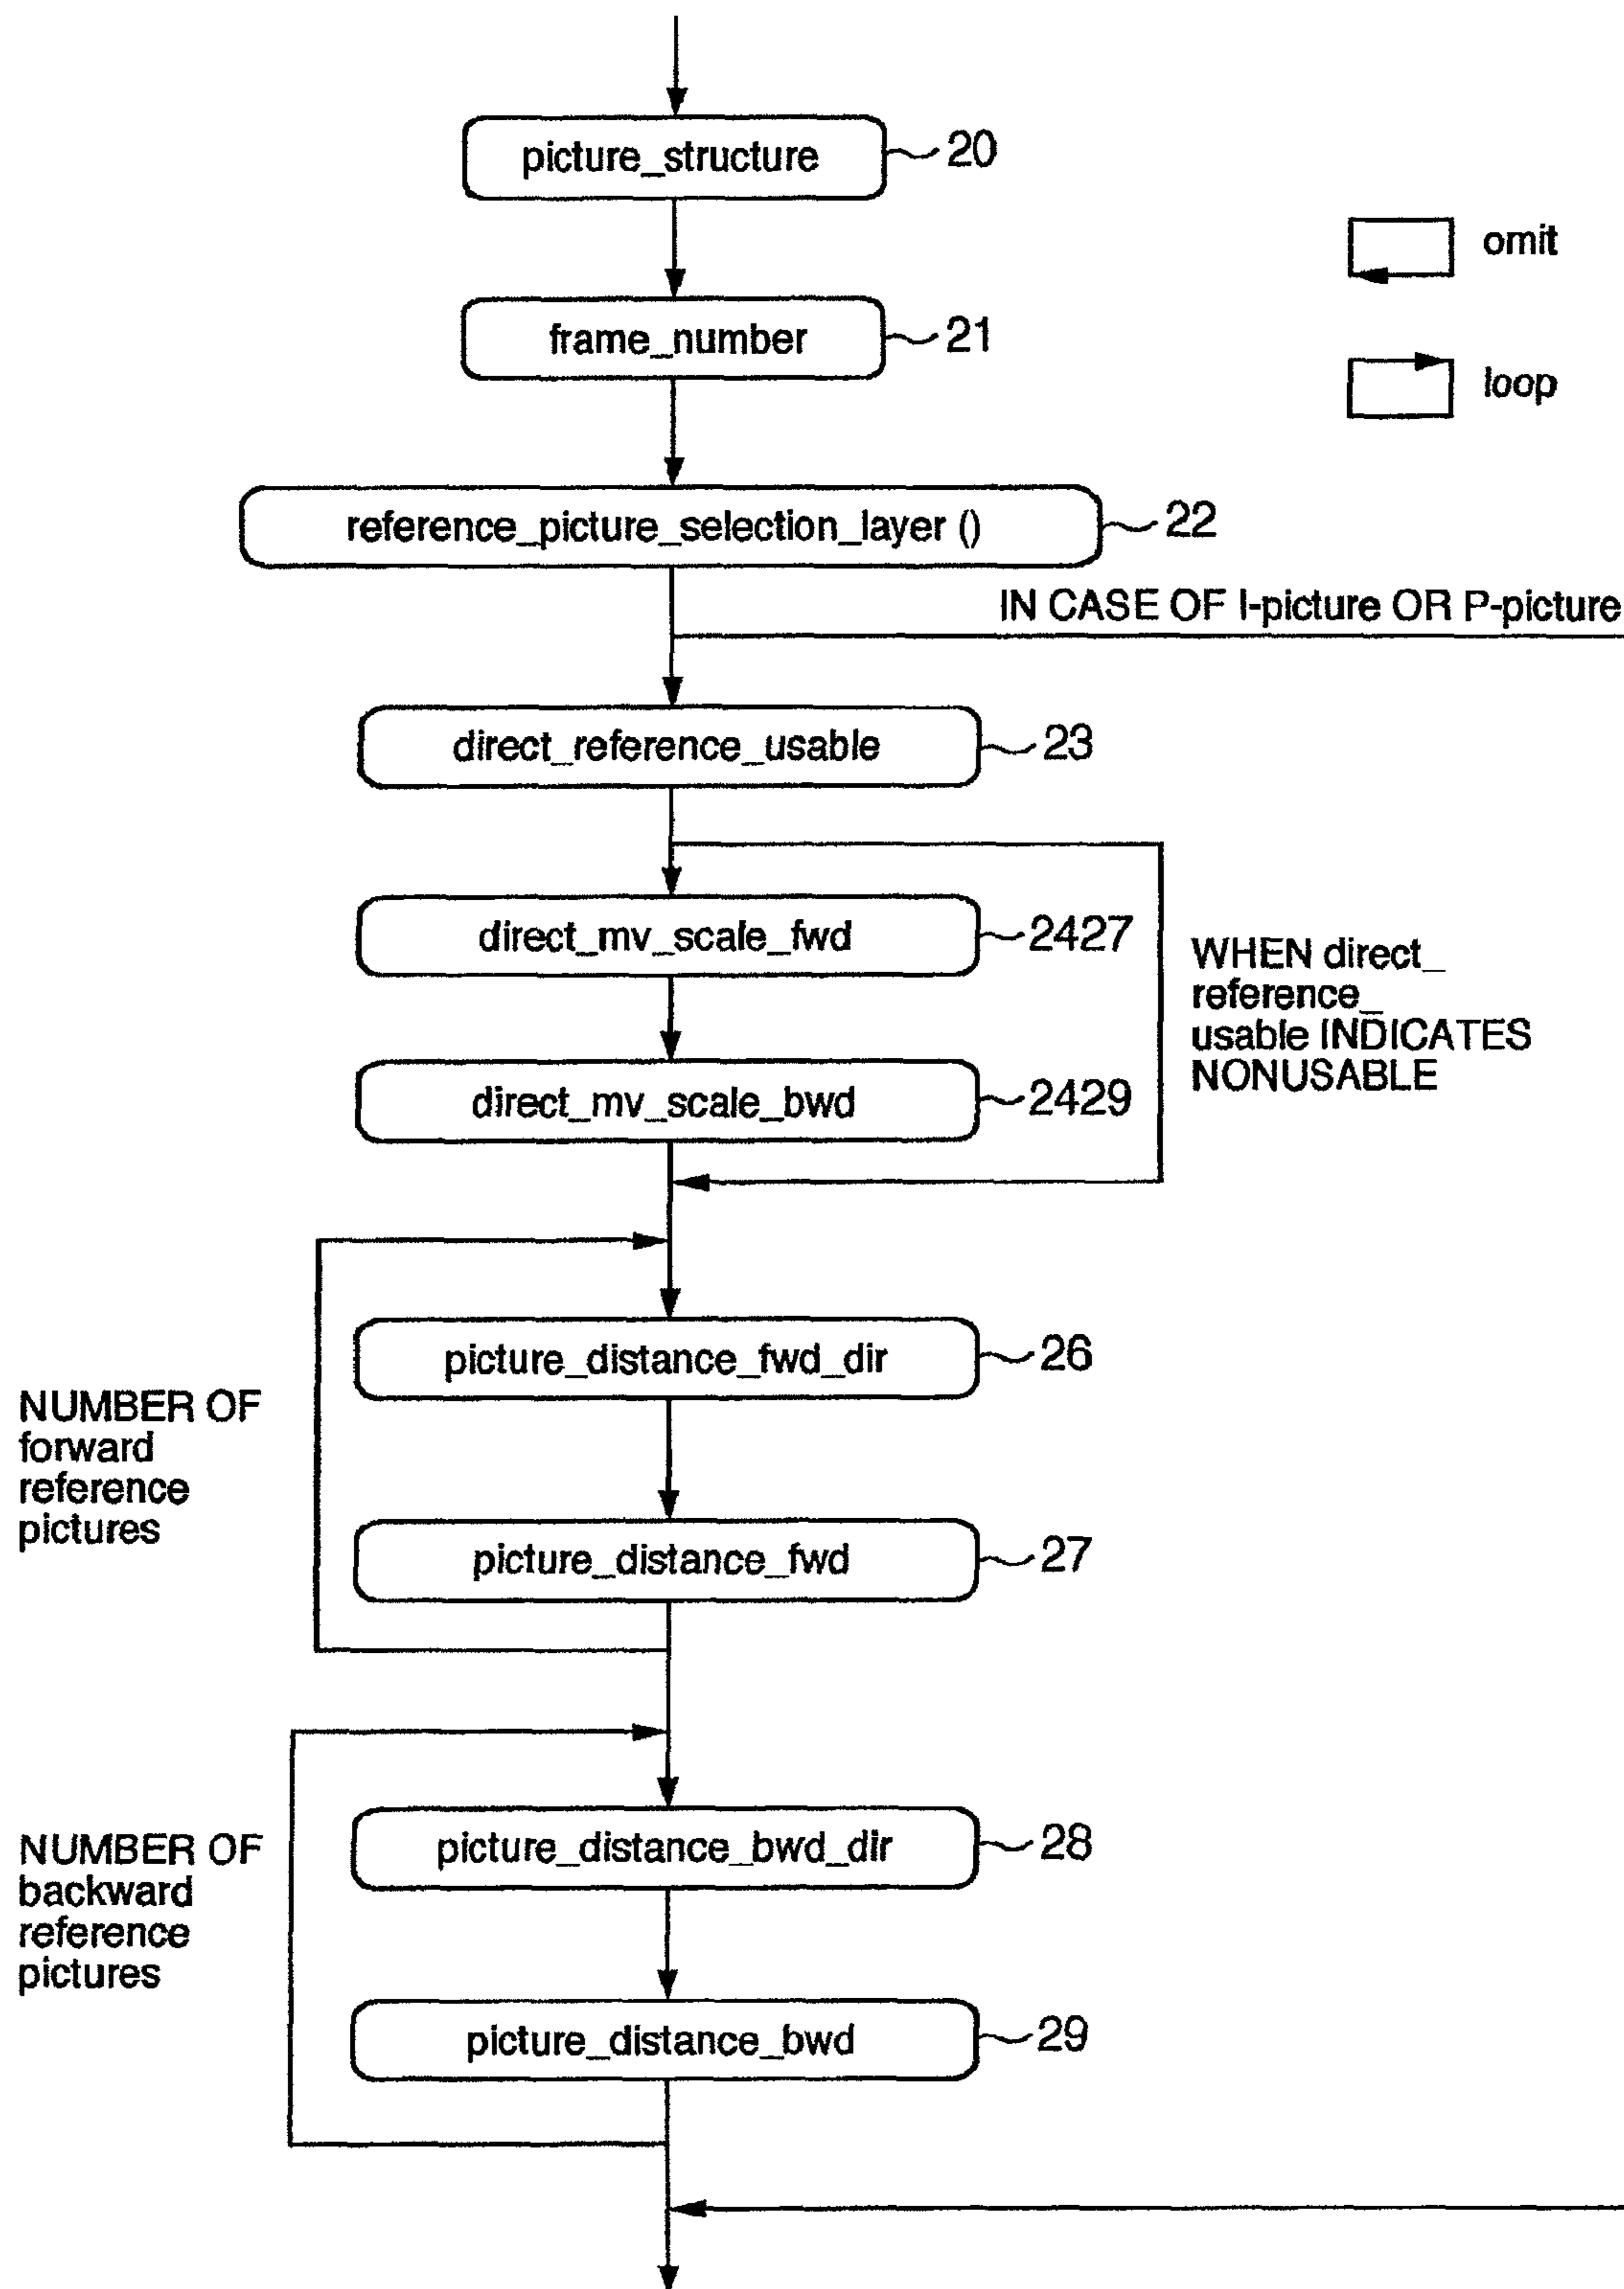 picture_structure 20
omit
frame_number 21
loop
reference_picture_selection_layer () 22
IN CASE OF I-picture OR P-picture
direct_reference_usable 23
direct_mv_scale_fwd 2427
WHEN direct_
reference_
usable INDICATES
NONUSABLE
direct_mv_scale_bwd 2429
picture_distance_fwd_dir 26
NUMBER OF
forward
reference
pictures
picture_distance_fwd 27
picture_distance_bwd_dir 28
NUMBER OF
backward
reference
pictures
picture_distance_bwd 29